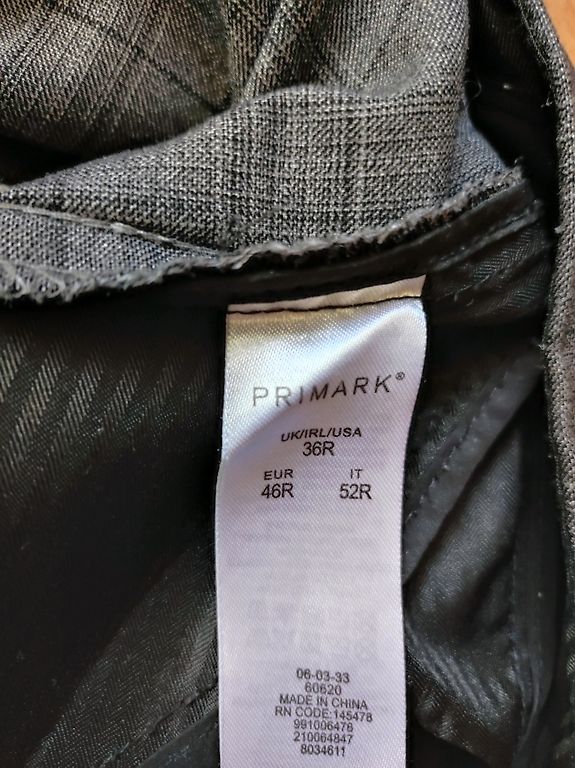 PRIMARK®
UK/IRL/USA
36R
EUR IT
46R 52R
06-03-33
60620
MADE IN CHINA
RN CODE:145478
991006476
210064847
8034611